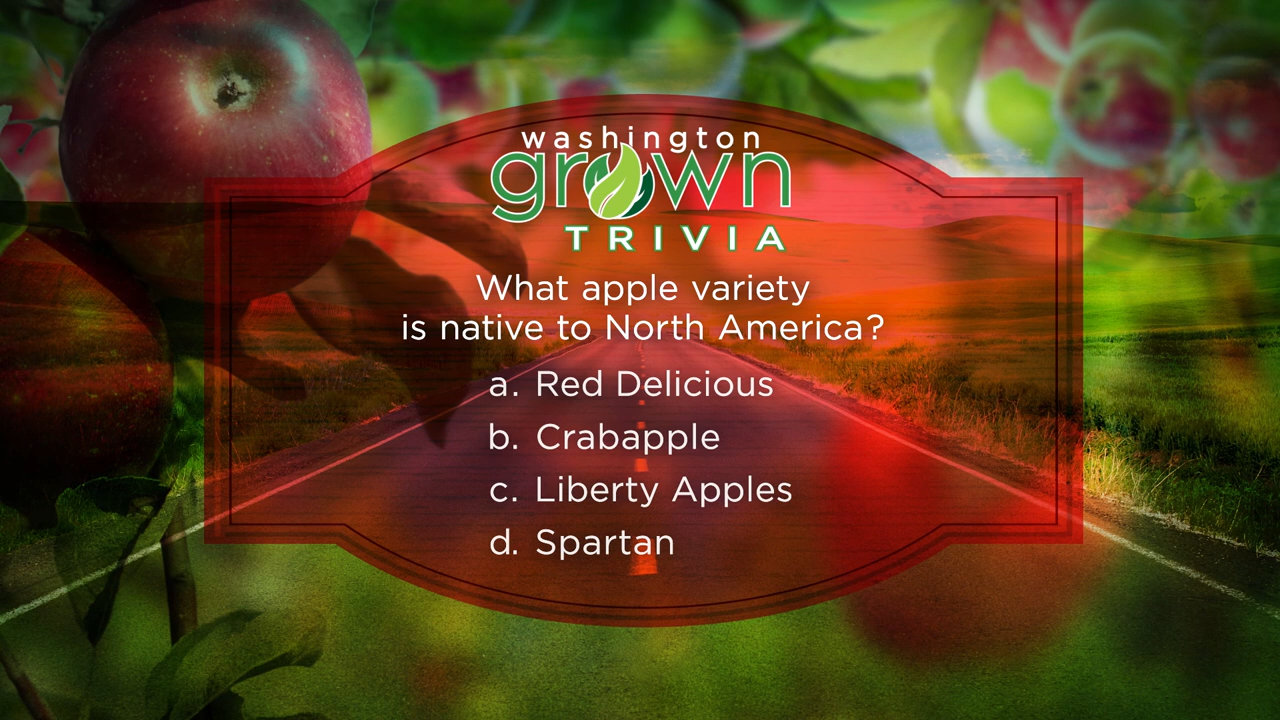 washington
grown
TRIVIA
What apple variety
is native to North America?
a. Red Delicious
b. Crabapple
c. Liberty Apples
d. Spartan